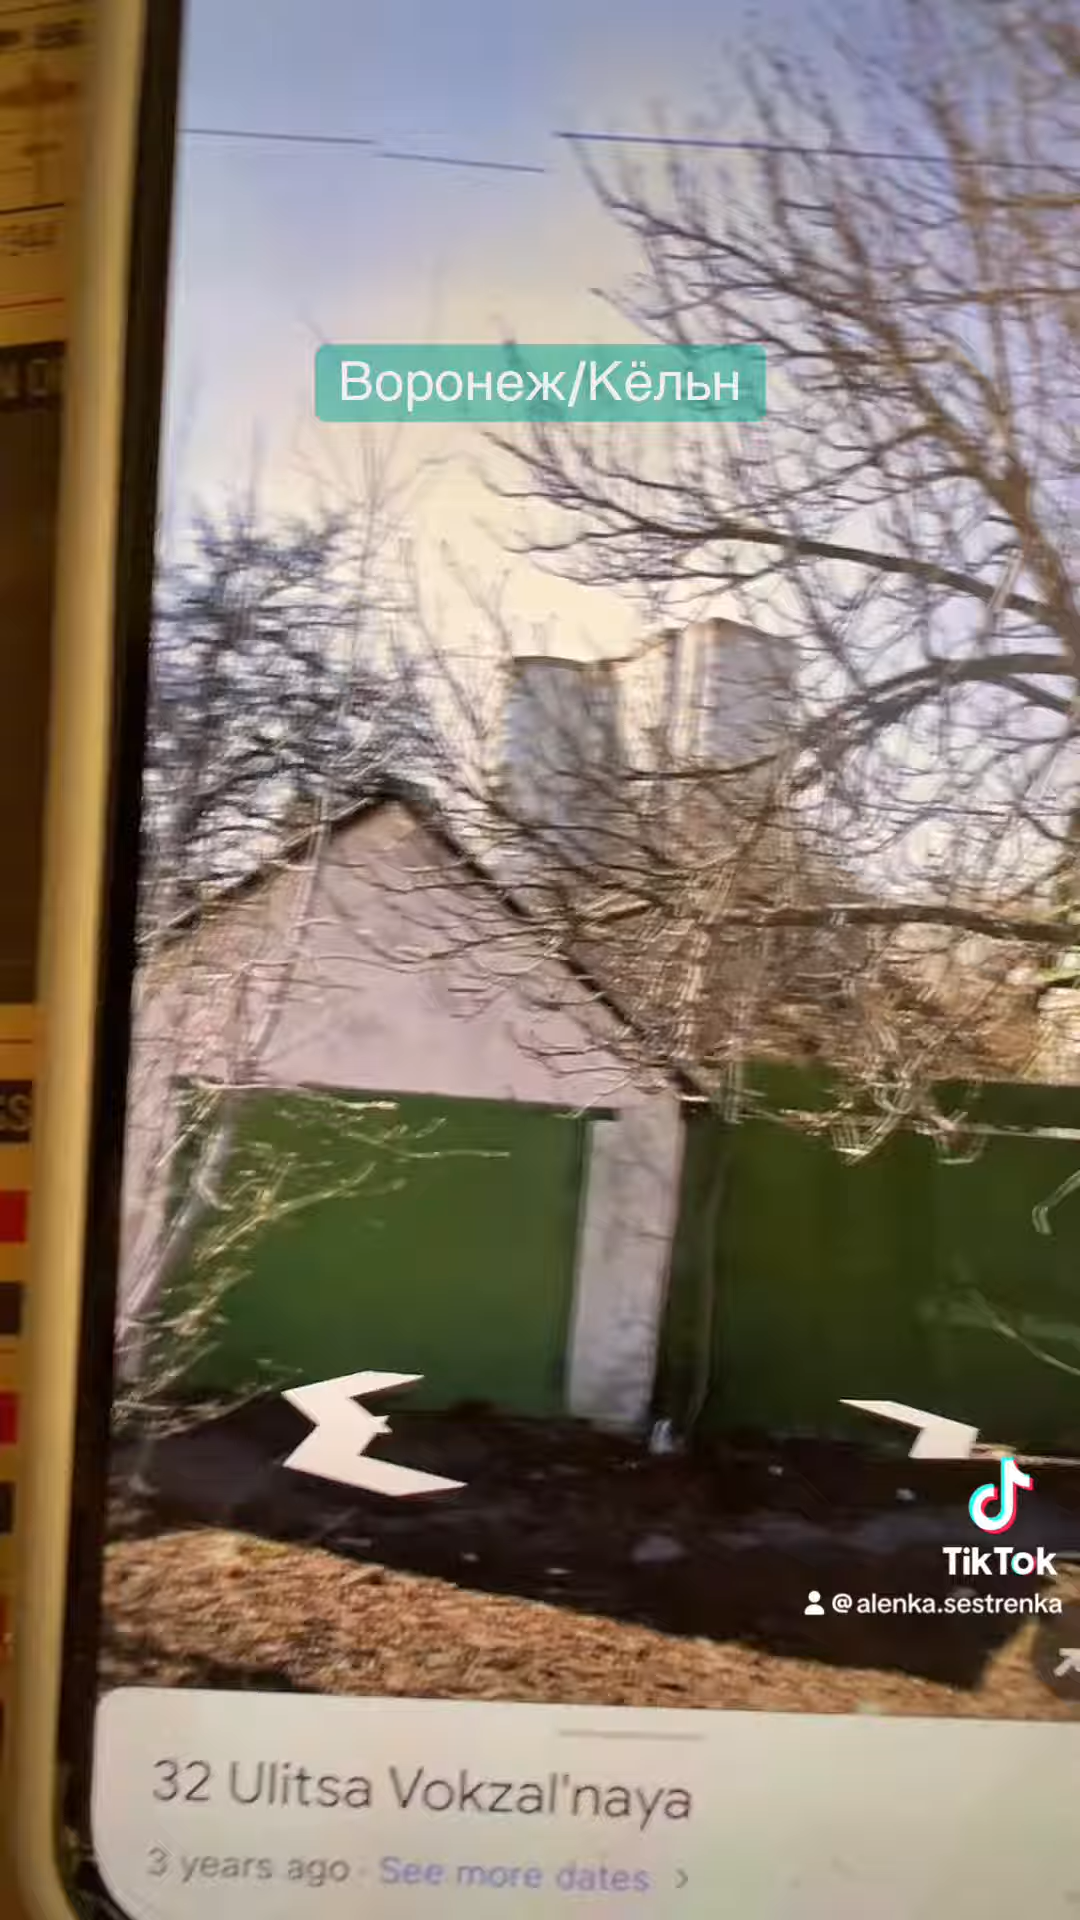 Воронеж/Кёльн
TikTok
@alenka.sestrenka
32 Ulitsa Vokzal'naya
3 years ago · See more dates >